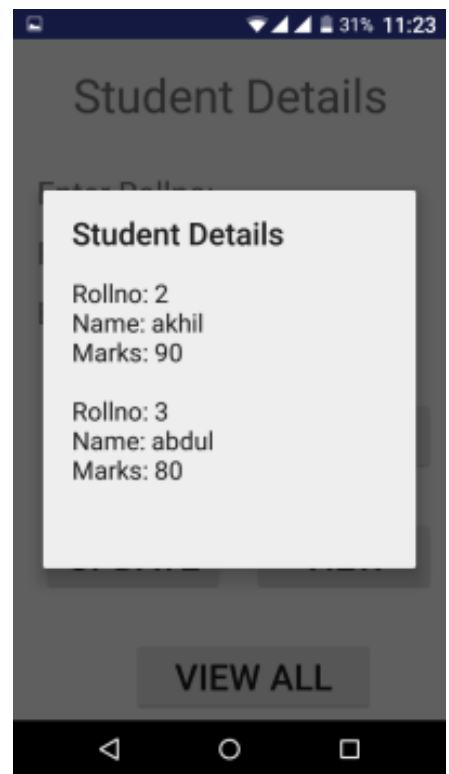 31% 11:23
Student Details
Student Details
Rollno: 2
Name: akhil
Marks: 90
Rollno: 3
Name: abdul
Marks: 80
VIEW ALL